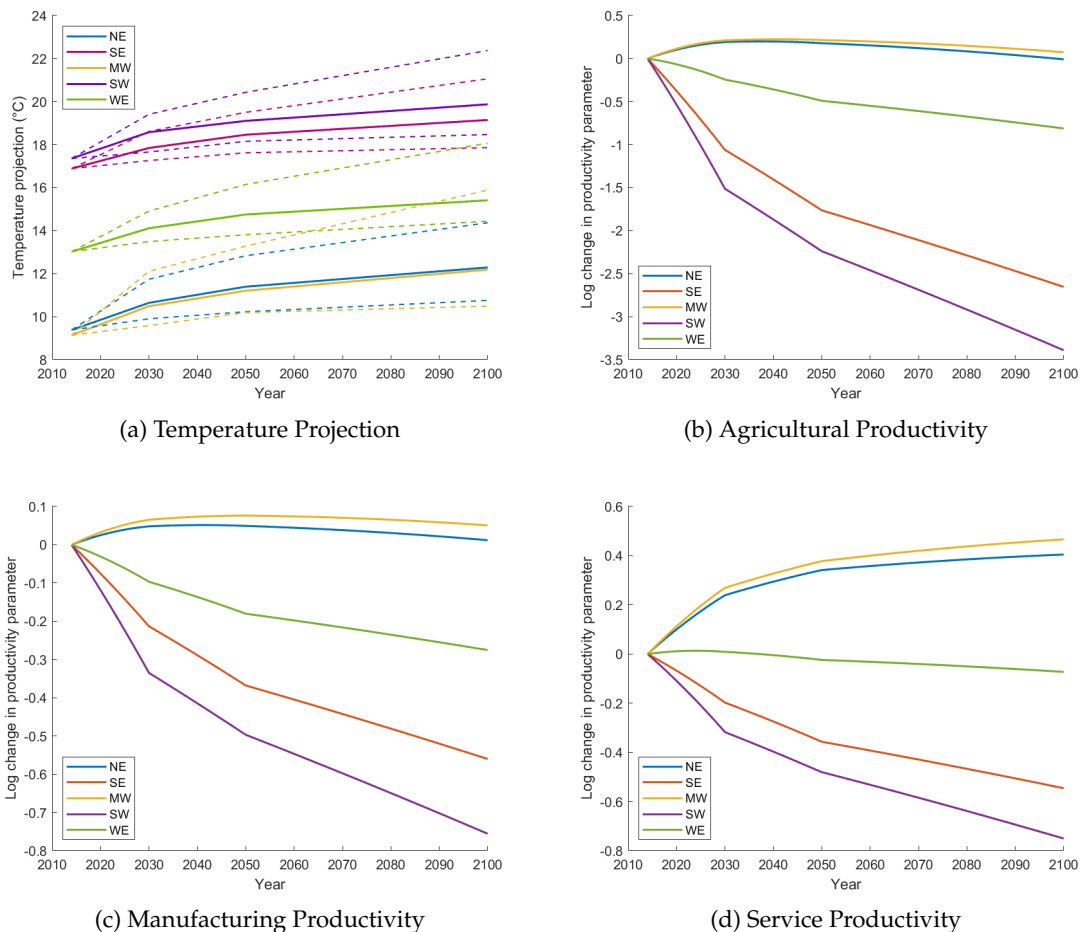 24
22
20
18
16
14
12
10
8
Temperature projection (°C)
NE
SE
MW
SW
WE
2010 2020 2030 2040 2050 2060 2070 2080 2090 2100
Year
(a) Temperature Projection
0.5
0
-0.5
-1
-1.5
-2
-2.5
-3
-3.5
Log change in productivity parameter
NE
SE
MW
SW
WE
2010 2020 2030 2040 2050 2060 2070 2080 2090 2100
Year
(b) Agricultural Productivity
0.1
0
-0.1
-0.2
-0.3
-0.4
-0.5
-0.6
-0.7
-0.8
Log change in productivity parameter
NE
SE
MW
SW
WE
2010 2020 2030 2040 2050 2060 2070 2080 2090 2100
Year
(c) Manufacturing Productivity
0.6
0.4
0.2
0
-0.2
-0.4
-0.6
-0.8
Log change in productivity parameter
NE
SE
MW
SW
WE
2010 2020 2030 2040 2050 2060 2070 2080 2090 2100
Year
(d) Service Productivity